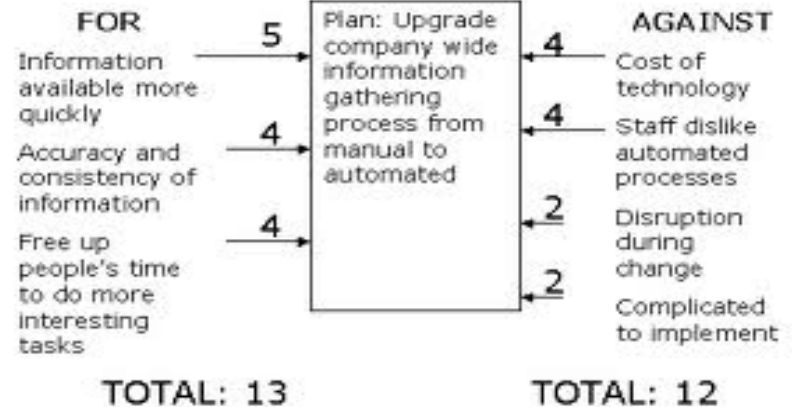 FOR
5
Information
available more
quickly
4
Accuracy and
consistency of
information
4
Free up
people's time
to do more
interesting
tasks
TOTAL: 13
Plan: Upgrade
company wide
information
gathering
process from
manual to
automated
AGAINST
4
Cost of
technology
4
Staff dislike
automated
processes
2
Disruption
during
change
2
Complicated
to implement
TOTAL: 12